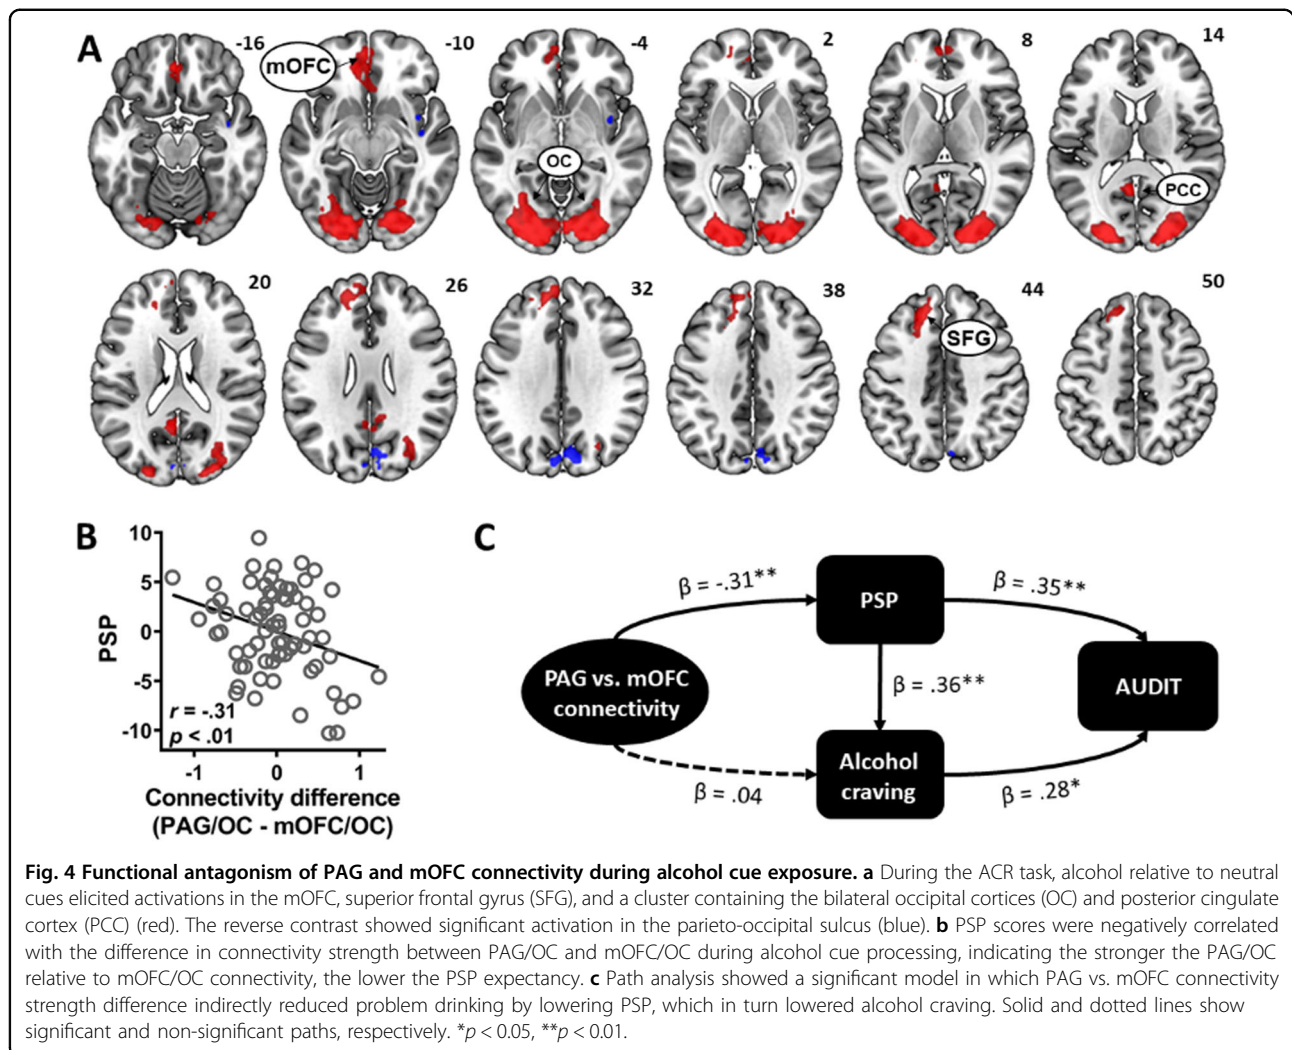 A
-16
-10
-4
2
8
14
mOFC
OC
PCC
20
26
32
38
44
50
SFG
B
10
5
0
-5
-10
PSP
r = -.31
p < .01
-1
0
1
Connectivity difference
(PAG/OC - mOFC/OC)
C
β = -.31**
PSP
β = .35**
PAG vs. mOFC
connectivity
β = .36**
AUDIT
Alcohol
craving
β = .04
β = .28*
Fig. 4 Functional antagonism of PAG and mOFC connectivity during alcohol cue exposure. a During the ACR task, alcohol relative to neutral
cues elicited activations in the mOFC, superior frontal gyrus (SFG), and a cluster containing the bilateral occipital cortices (OC) and posterior cingulate
cortex (PCC) (red). The reverse contrast showed significant activation in the parieto-occipital sulcus (blue). b PSP scores were negatively correlated
with the difference in connectivity strength between PAG/OC and mOFC/OC during alcohol cue processing, indicating the stronger the PAG/OC
relative to mOFC/OC connectivity, the lower the PSP expectancy. c Path analysis showed a significant model in which PAG vs. mOFC connectivity
strength difference indirectly reduced problem drinking by lowering PSP, which in turn lowered alcohol craving. Solid and dotted lines show
significant and non-significant paths, respectively. *p < 0.05, **p < 0.01.